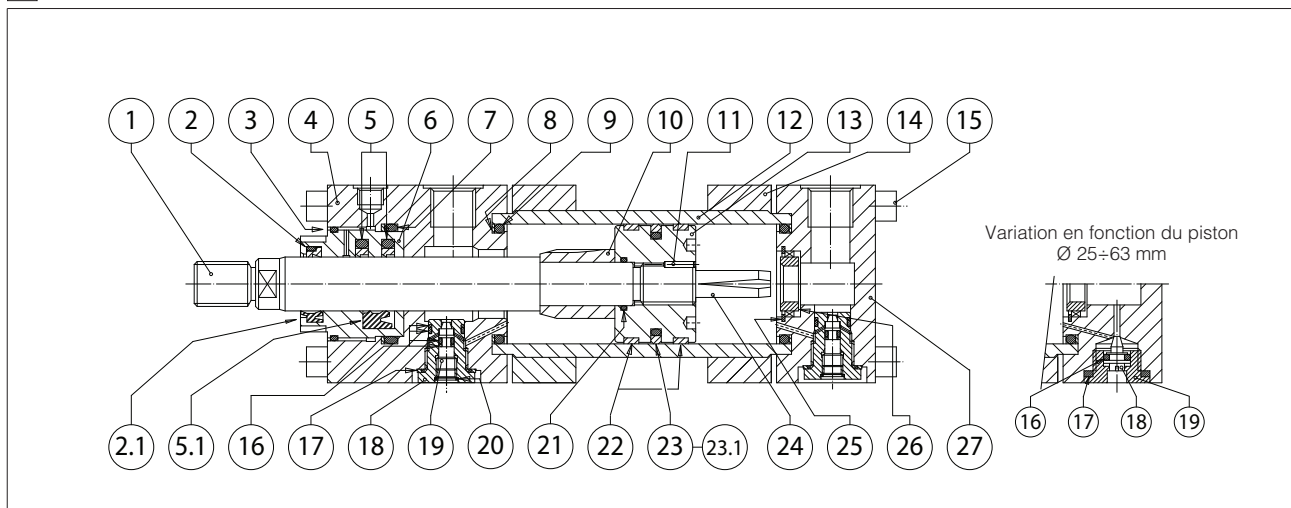 1 2 3 4 5 6 7 8 9 10 11 12 13 14 15
Variation en fonction du piston
Ø 25÷63 mm
16 17 18 19
2.1 5.1 16 17 18 19 20 21 22 23 23.1 24 25 26 27